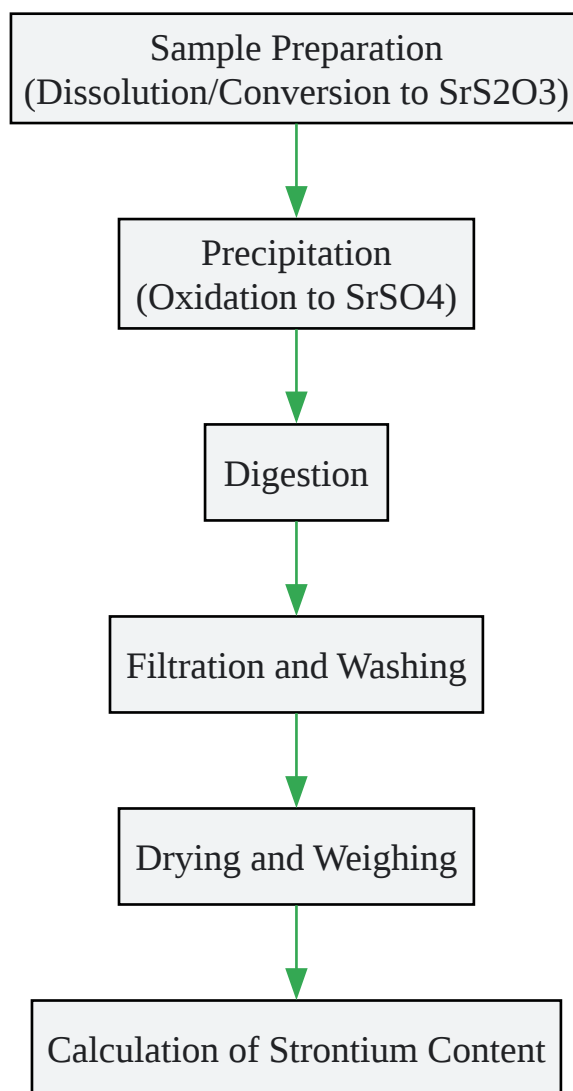 Sample Preparation
(Dissolution/Conversion to SrS2O3)
Precipitation
(Oxidation to SrSO4)
Digestion
Filtration and Washing
Drying and Weighing
Calculation of Strontium Content